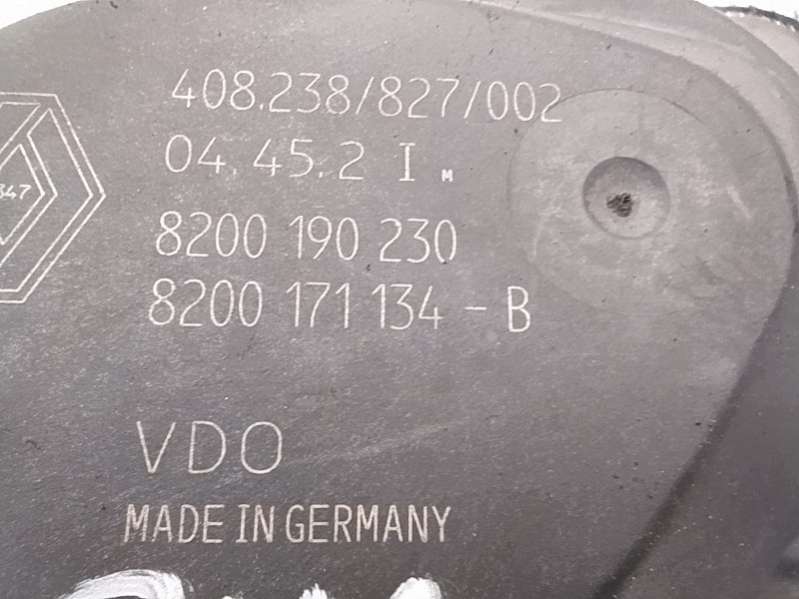 408.238/827/002
04.45.2 I M
8200 190 230
8200 171 134 - B
VDO
MADE IN GERMANY